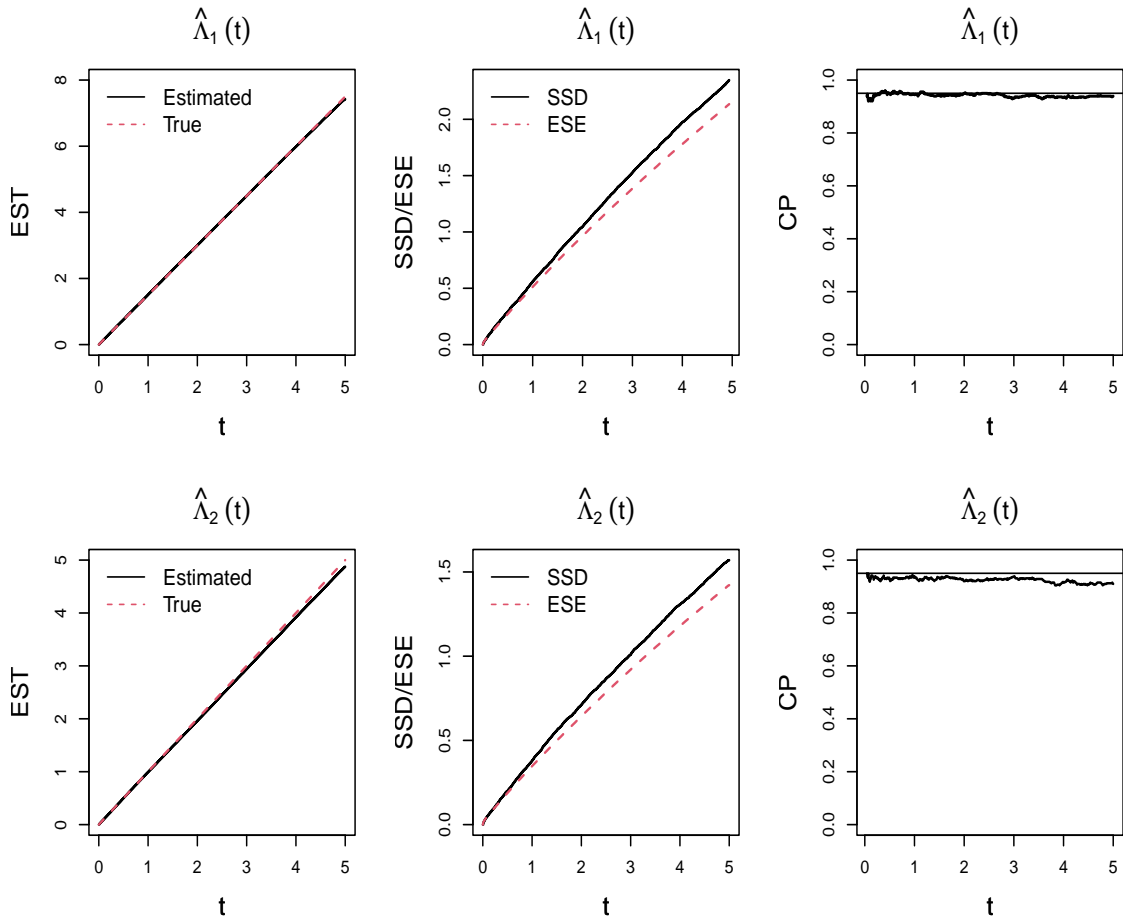 Λ̂₁ (t)
EST
8
6
4
2
0
Estimated
True
0 1 2 3 4 5
t
Λ̂₁ (t)
SSD/ESE
2.0
1.5
1.0
0.5
0.0
SSD
ESE
0 1 2 3 4 5
t
Λ̂₁ (t)
CP
1.0
0.8
0.6
0.4
0.2
0.0
0 1 2 3 4 5
t
Λ̂₂ (t)
EST
5
4
3
2
1
0
Estimated
True
0 1 2 3 4 5
t
Λ̂₂ (t)
SSD/ESE
1.5
1.0
0.5
0.0
SSD
ESE
0 1 2 3 4 5
t
Λ̂₂ (t)
CP
1.0
0.8
0.6
0.4
0.2
0.0
0 1 2 3 4 5
t